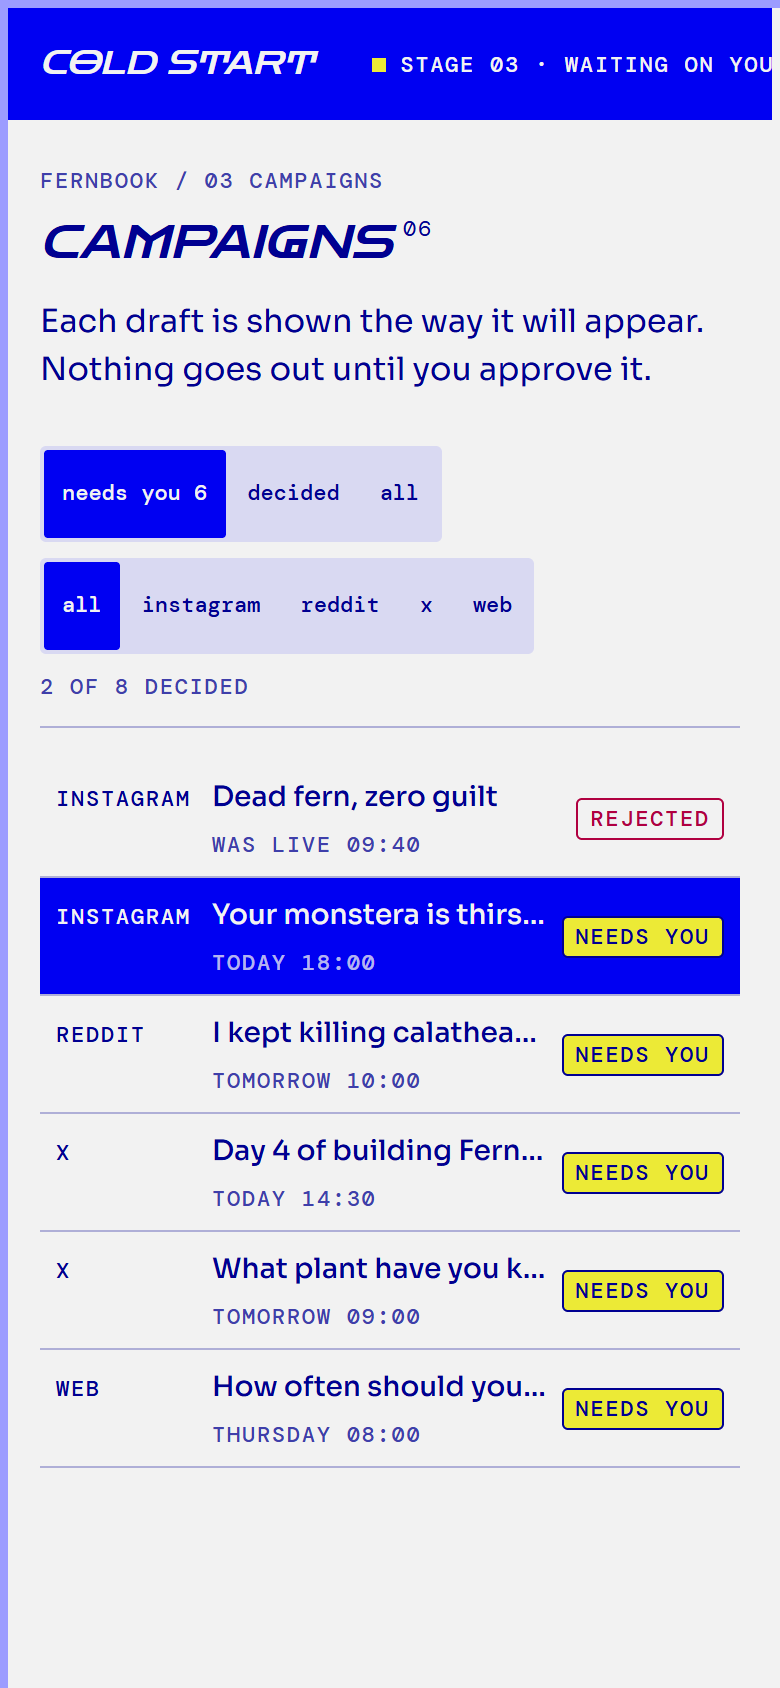 COLD START
STAGE 03 · WAITING ON YOU
FERNBOOK / 03 CAMPAIGNS
CAMPAIGNS 06
Each draft is shown the way it will appear.
Nothing goes out until you approve it.
needs you 6 decided all
all instagram reddit x web
2 OF 8 DECIDED
INSTAGRAM Dead fern, zero guilt REJECTED
WAS LIVE 09:40
INSTAGRAM Your monstera is thirs... NEEDS YOU
TODAY 18:00
REDDIT I kept killing calathea... NEEDS YOU
TOMORROW 10:00
X Day 4 of building Fern... NEEDS YOU
TODAY 14:30
X What plant have you k... NEEDS YOU
TOMORROW 09:00
WEB How often should you... NEEDS YOU
THURSDAY 08:00